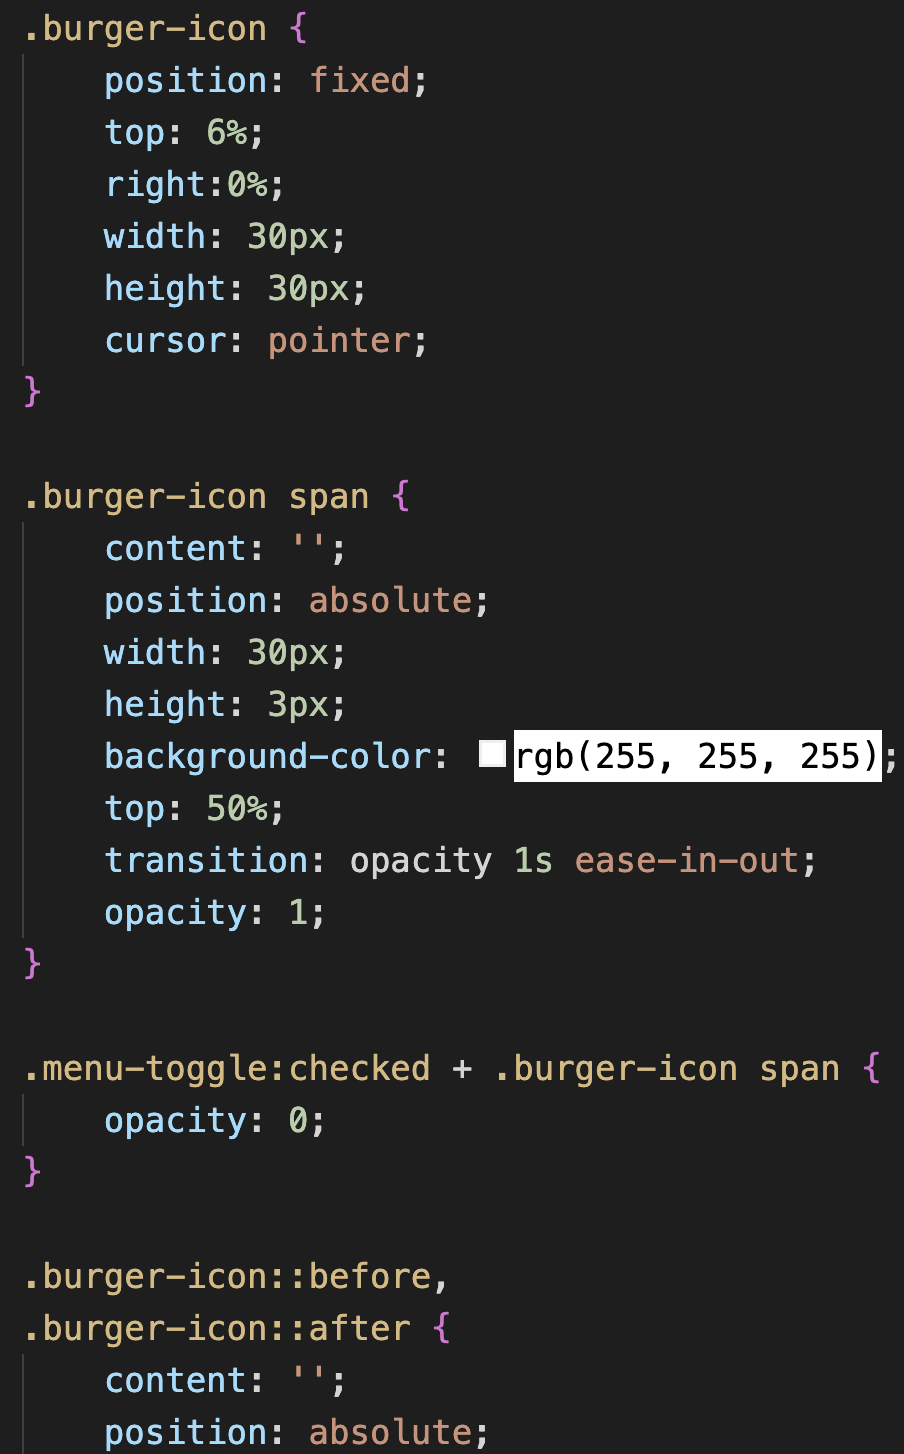 .burger-icon {
    position: fixed;
    top: 6%;
    right:0%;
    width: 30px;
    height: 30px;
    cursor: pointer;
}

.burger-icon span {
    content: '';
    position: absolute;
    width: 30px;
    height: 3px;
    background-color: rgb(255, 255, 255);
    top: 50%;
    transition: opacity 1s ease-in-out;
    opacity: 1;
}

.menu-toggle:checked + .burger-icon span {
    opacity: 0;
}

.burger-icon::before,
.burger-icon::after {
    content: '';
    position: absolute;